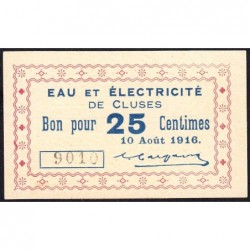 EAU ET ÉLECTRICITÉ
DE CLUSES
Bon pour 25 Centimes
10 Août 1916.
9010